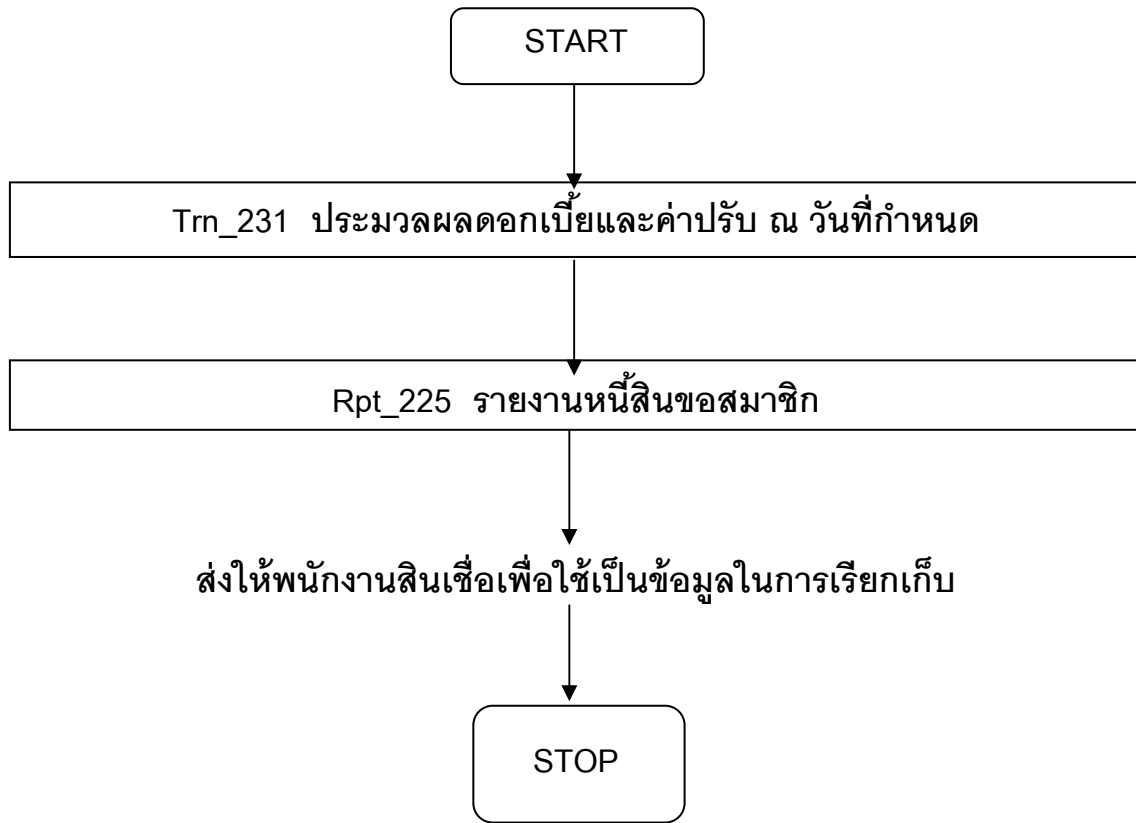 START
Trn_231 ประมวลผลดอกเบี้ยและค่าปรับ ณ วันที่กำหนด
Rpt_225 รายงานหนี้สินขอสมาชิก
ส่งให้พนักงานสินเชื่อเพื่อใช้เป็นข้อมูลในการเรียกเก็บ
STOP